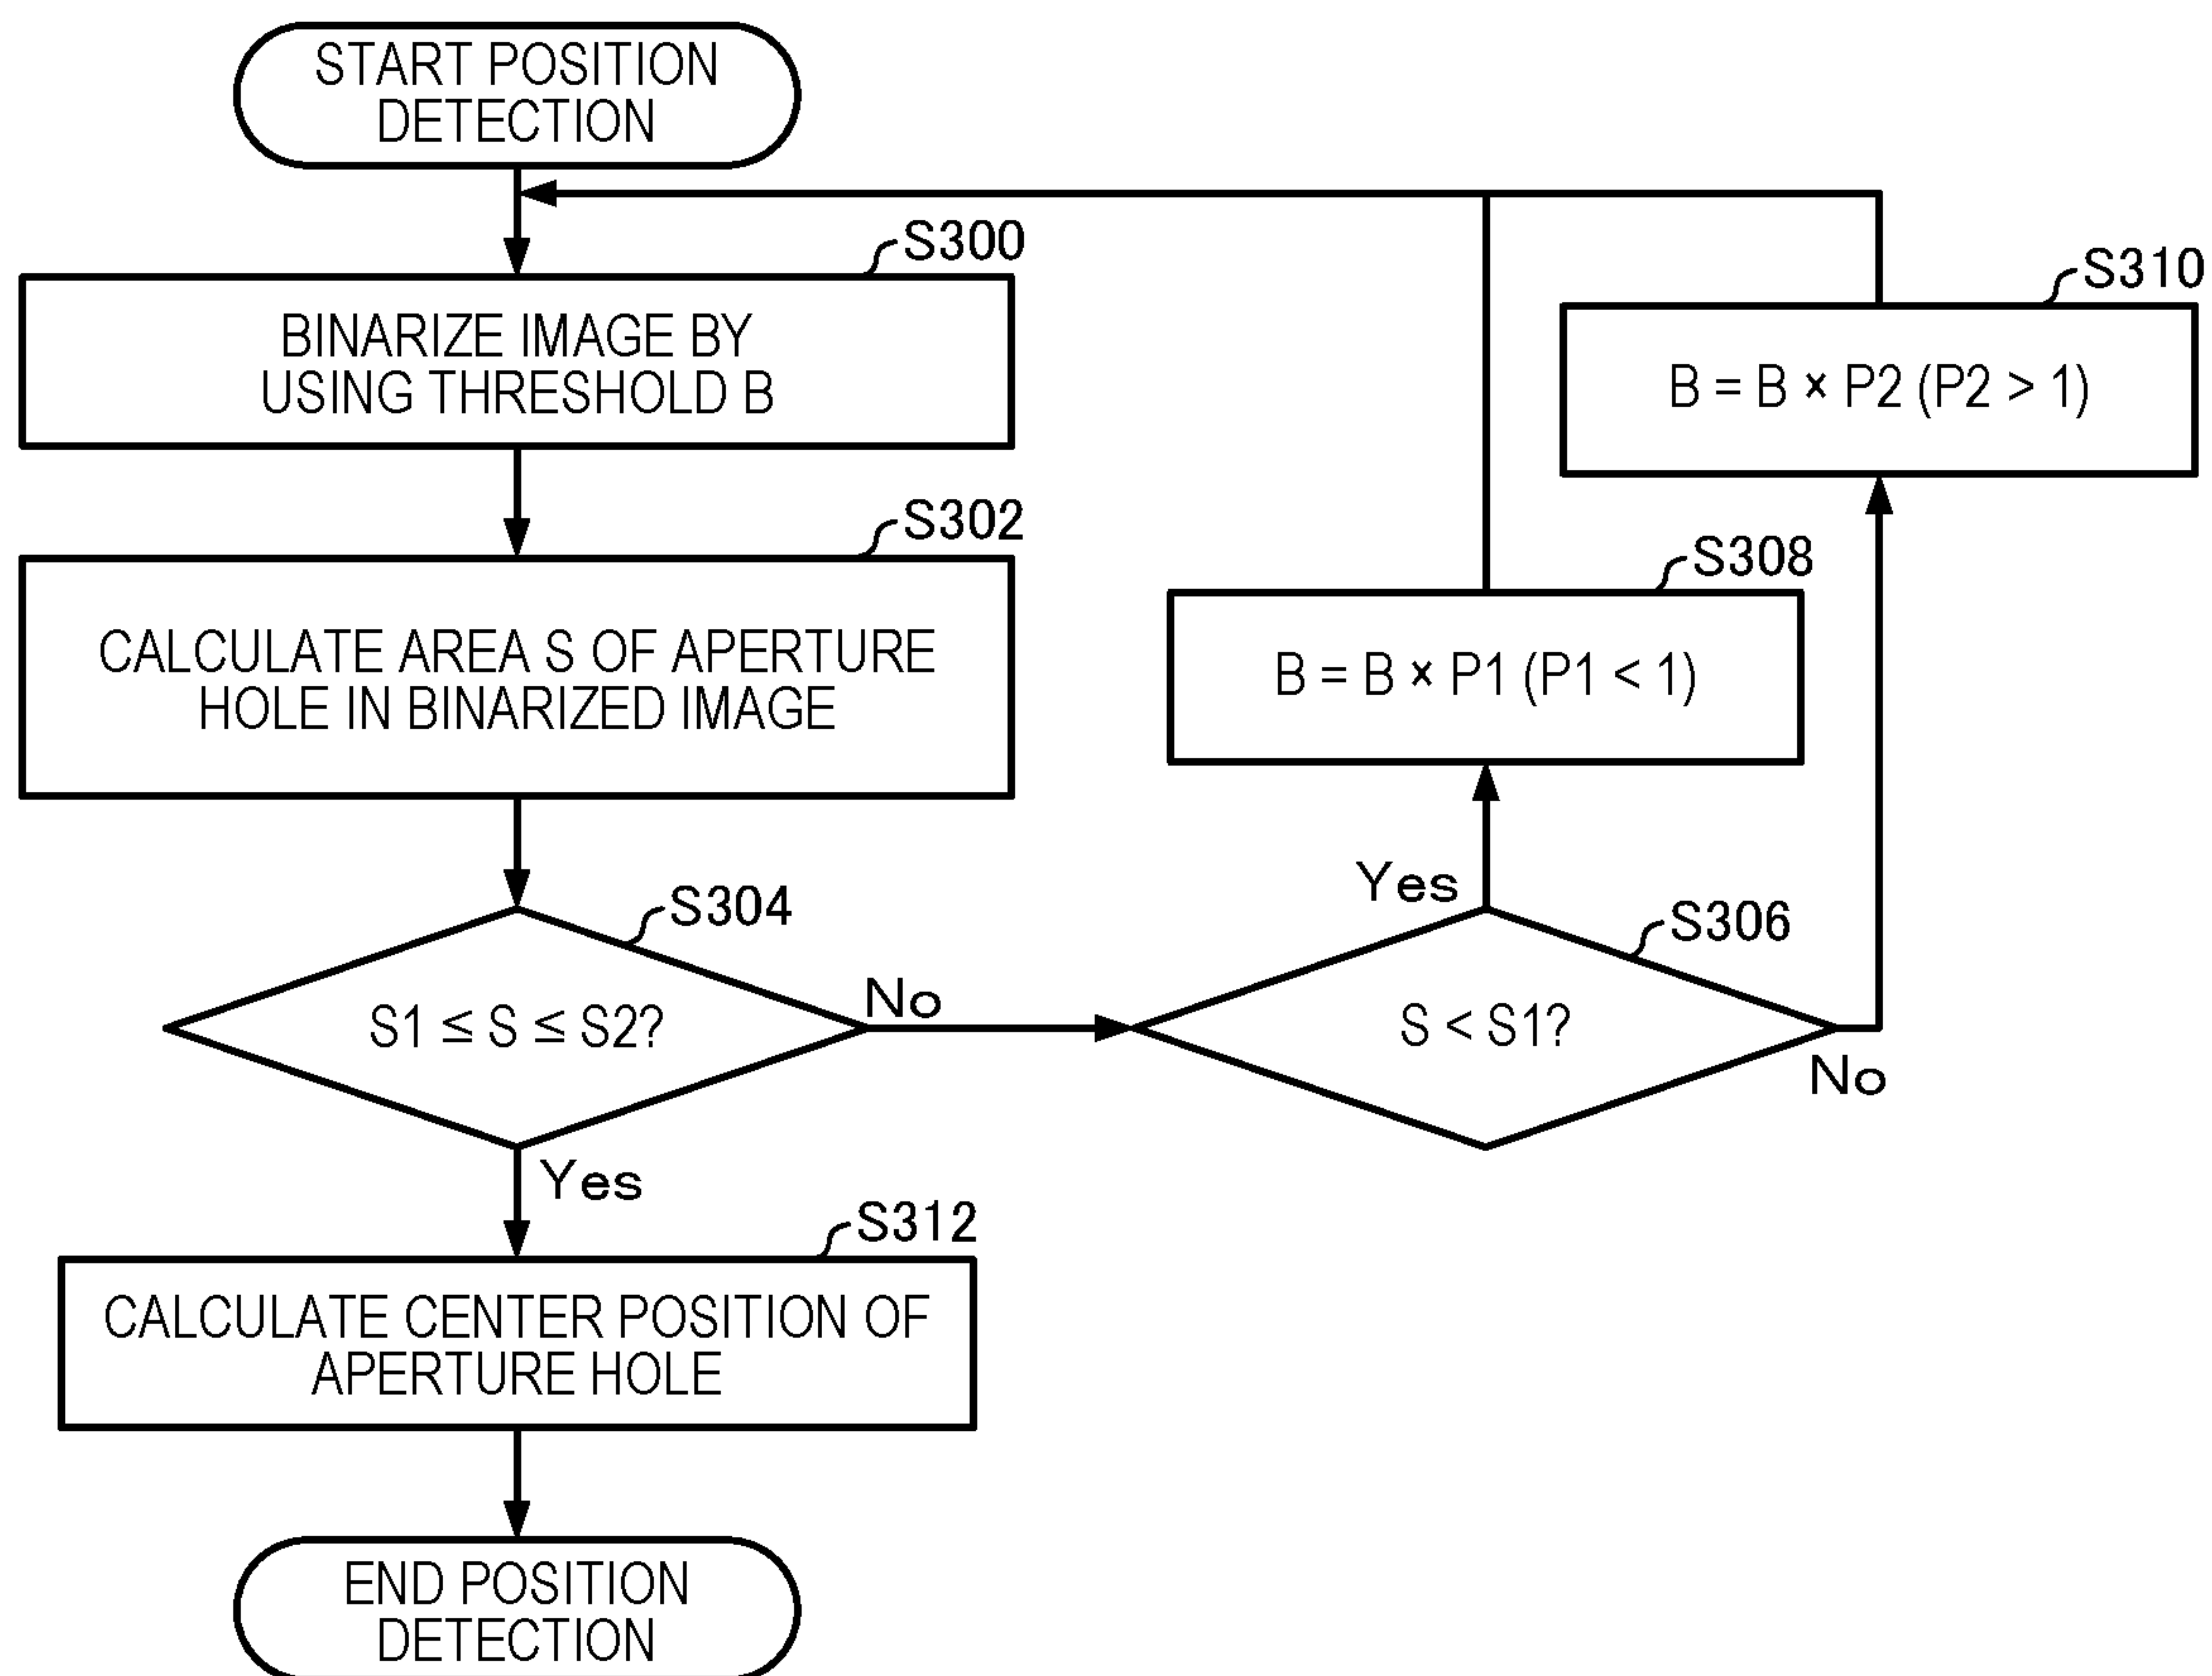 START POSITION
DETECTION
S300
BINARIZE IMAGE BY
USING THRESHOLD B
S302
CALCULATE AREA S OF APERTURE
HOLE IN BINARIZED IMAGE
S304
S1 ≤ S ≤ S2?
No
Yes
S306
S < S1?
Yes
No
S308
B = B × P1 (P1 < 1)
S310
B = B × P2 (P2 > 1)
S312
CALCULATE CENTER POSITION OF
APERTURE HOLE
END POSITION
DETECTION